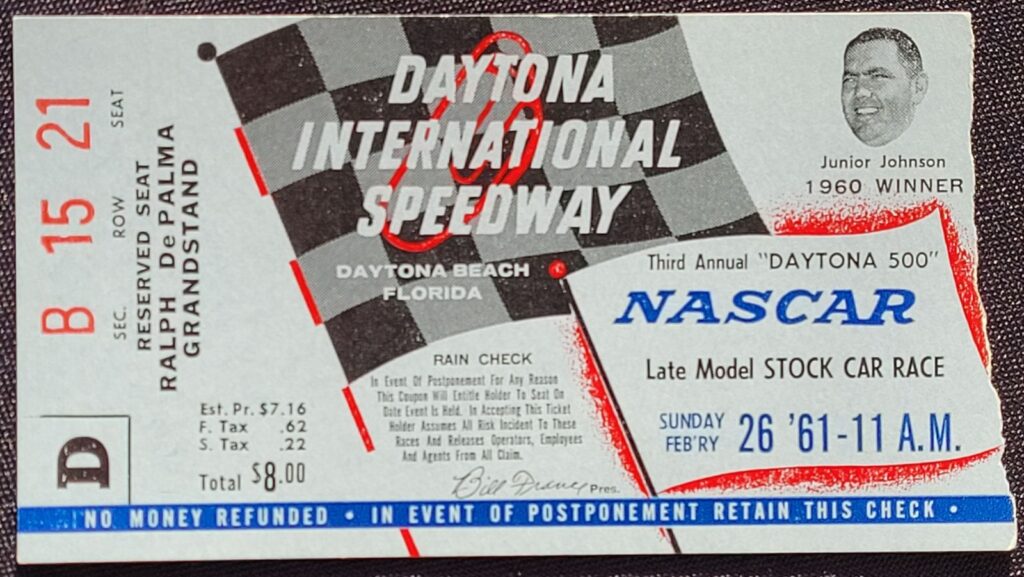 B 15 21
SEC. ROW SEAT
RESERVED SEAT
RALPH DePALMA
GRANDSTAND
D
Est. Pr. $7.16
F. Tax .62
S. Tax .22
Total $8.00
DAYTONA
INTERNATIONAL
SPEEDWAY
DAYTONA BEACH
FLORIDA
RAIN CHECK
In Event Of Postponement For Any Reason
This Coupon Will Entitle Holder To Seat On
Date Event Is Held. In Accepting This Ticket
Holder Assumes All Risk Incident To These
Races And Releases Operators, Employees
And Agents From All Claim.
Bill France Pres.
Junior Johnson
1960 WINNER
Third Annual "DAYTONA 500"
NASCAR
Late Model STOCK CAR RACE
SUNDAY
FEB'RY 26 '61-11 A.M.
NO MONEY REFUNDED • IN EVENT OF POSTPONEMENT RETAIN THIS CHECK •